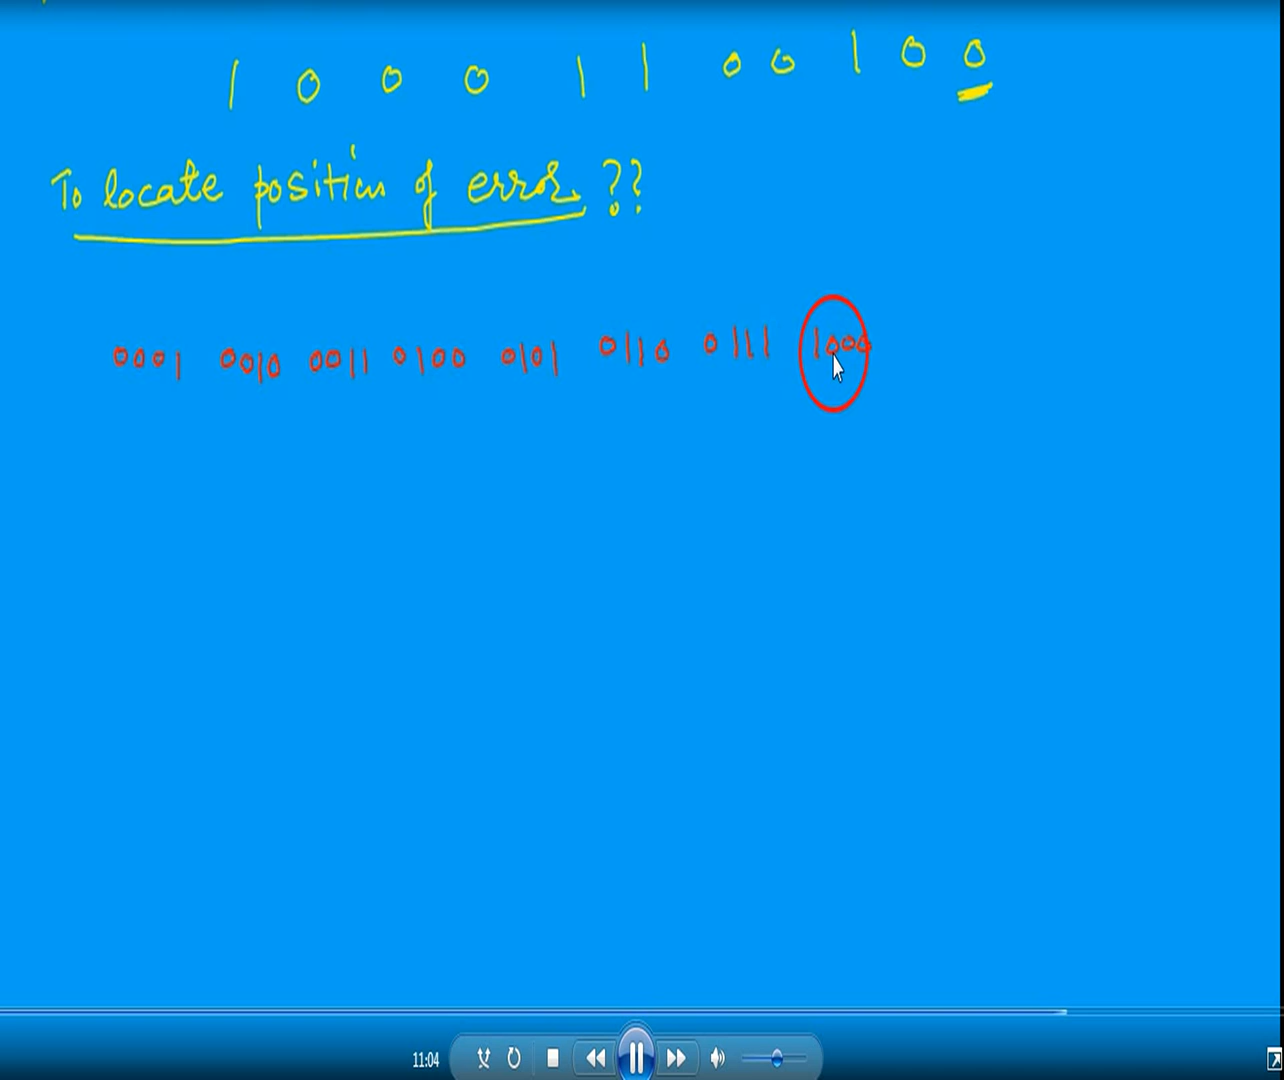 1 0 0 0 1 1 0 0 1 0 0
To locate position of error ??
0001 0010 0011 0100 0101 0110 0111 1000
11:04